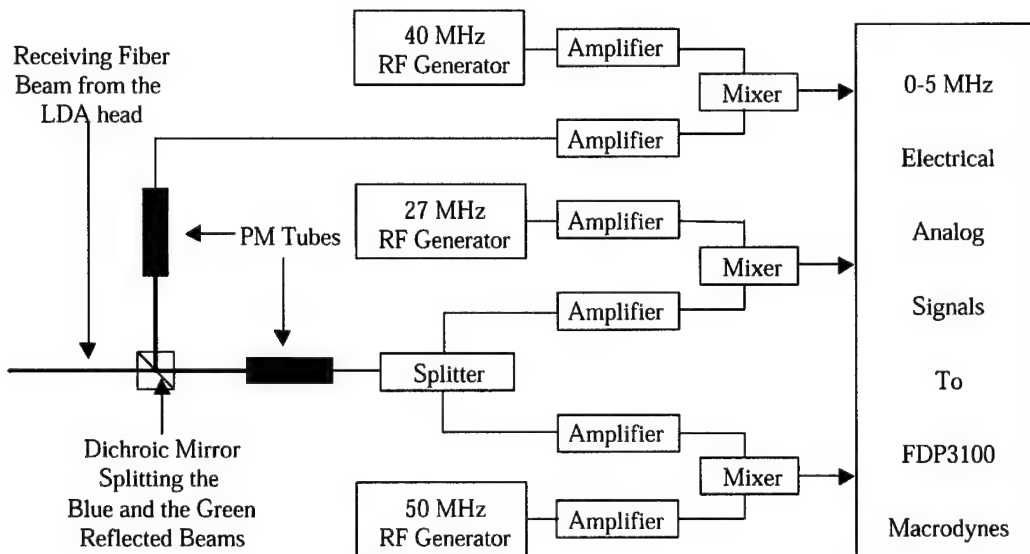 Receiving Fiber
Beam from the
LDA head
40 MHz
RF Generator
Amplifier
Mixer
Amplifier
PM Tubes
27 MHz
RF Generator
Amplifier
Mixer
Amplifier
Splitter
Dichroic Mirror
Splitting the
Blue and the Green
Reflected Beams
Amplifier
Mixer
50 MHz
RF Generator
Amplifier
0-5 MHz
Electrical
Analog
Signals
To
FDP3100
Macrodynes